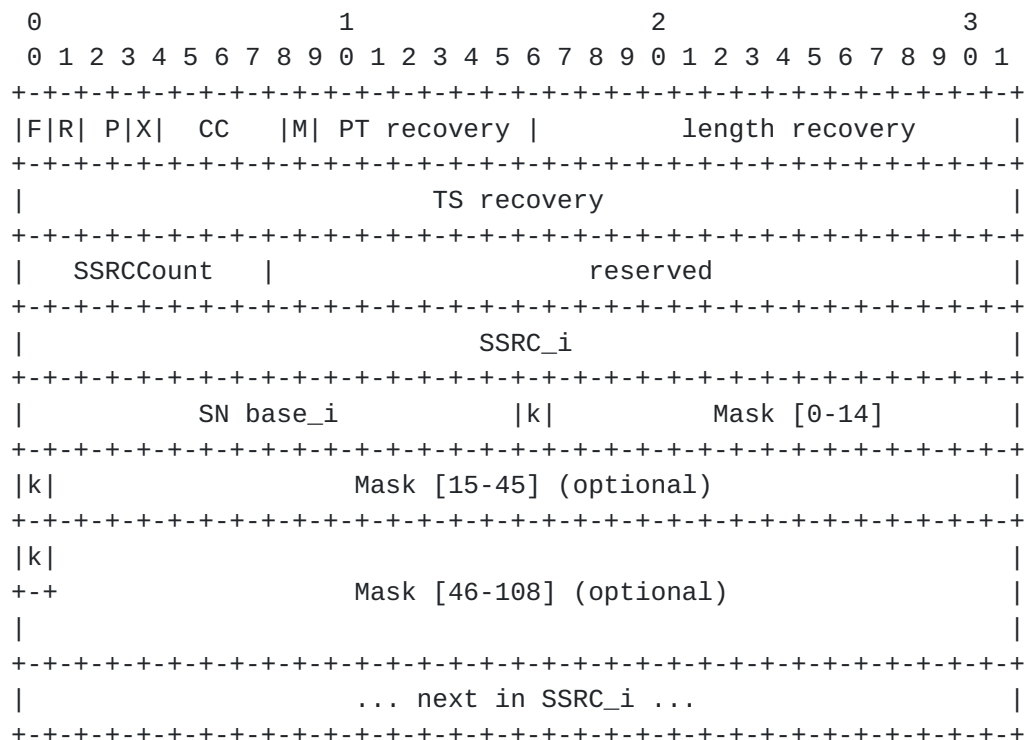 0                   1                   2                   3
 0 1 2 3 4 5 6 7 8 9 0 1 2 3 4 5 6 7 8 9 0 1 2 3 4 5 6 7 8 9 0 1
+-+-+-+-+-+-+-+-+-+-+-+-+-+-+-+-+-+-+-+-+-+-+-+-+-+-+-+-+-+-+-+-+
|F|R| P|X|  CC   |M| PT recovery |         length recovery      |
+-+-+-+-+-+-+-+-+-+-+-+-+-+-+-+-+-+-+-+-+-+-+-+-+-+-+-+-+-+-+-+-+
|                          TS recovery                          |
+-+-+-+-+-+-+-+-+-+-+-+-+-+-+-+-+-+-+-+-+-+-+-+-+-+-+-+-+-+-+-+-+
|   SSRCCount   |                    reserved                   |
+-+-+-+-+-+-+-+-+-+-+-+-+-+-+-+-+-+-+-+-+-+-+-+-+-+-+-+-+-+-+-+-+
|                             SSRC_i                            |
+-+-+-+-+-+-+-+-+-+-+-+-+-+-+-+-+-+-+-+-+-+-+-+-+-+-+-+-+-+-+-+-+
|           SN base_i           |k|          Mask [0-14]        |
+-+-+-+-+-+-+-+-+-+-+-+-+-+-+-+-+-+-+-+-+-+-+-+-+-+-+-+-+-+-+-+-+
|k|                   Mask [15-45] (optional)                   |
+-+-+-+-+-+-+-+-+-+-+-+-+-+-+-+-+-+-+-+-+-+-+-+-+-+-+-+-+-+-+-+-+
|k|                                                             |
+-+                   Mask [46-108] (optional)                  |
|                                                               |
+-+-+-+-+-+-+-+-+-+-+-+-+-+-+-+-+-+-+-+-+-+-+-+-+-+-+-+-+-+-+-+-+
|                     ... next in SSRC_i ...                    |
+-+-+-+-+-+-+-+-+-+-+-+-+-+-+-+-+-+-+-+-+-+-+-+-+-+-+-+-+-+-+-+-+